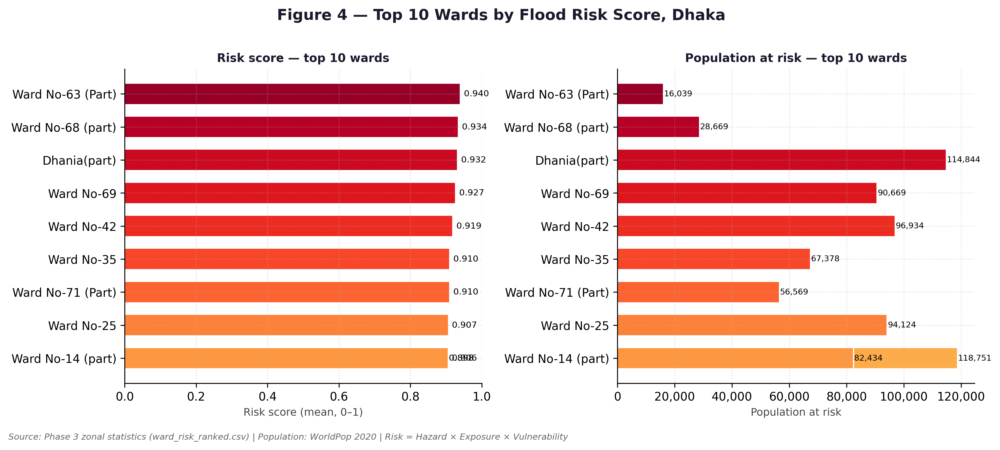 Figure 4 — Top 10 Wards by Flood Risk Score, Dhaka
Risk score — top 10 wards
Ward No-63 (Part)
0.940
Ward No-68 (part)
0.934
Dhania(part)
0.932
Ward No-69
0.927
Ward No-42
0.919
Ward No-35
0.910
Ward No-71 (Part)
0.910
Ward No-25
0.907
Ward No-14 (part)
0.0 0.2 0.4 0.6 0.8 1.0
Risk score (mean, 0–1)
Population at risk — top 10 wards
Ward No-63 (Part)
16,039
Ward No-68 (part)
28,669
Dhania(part)
114,844
Ward No-69
90,669
Ward No-42
96,934
Ward No-35
67,378
Ward No-71 (Part)
56,569
Ward No-25
94,124
Ward No-14 (part)
82,434
118,751
0 20,000 40,000 60,000 80,000 100,000 120,000
Population at risk
Source: Phase 3 zonal statistics (ward_risk_ranked.csv) | Population: WorldPop 2020 | Risk = Hazard × Exposure × Vulnerability